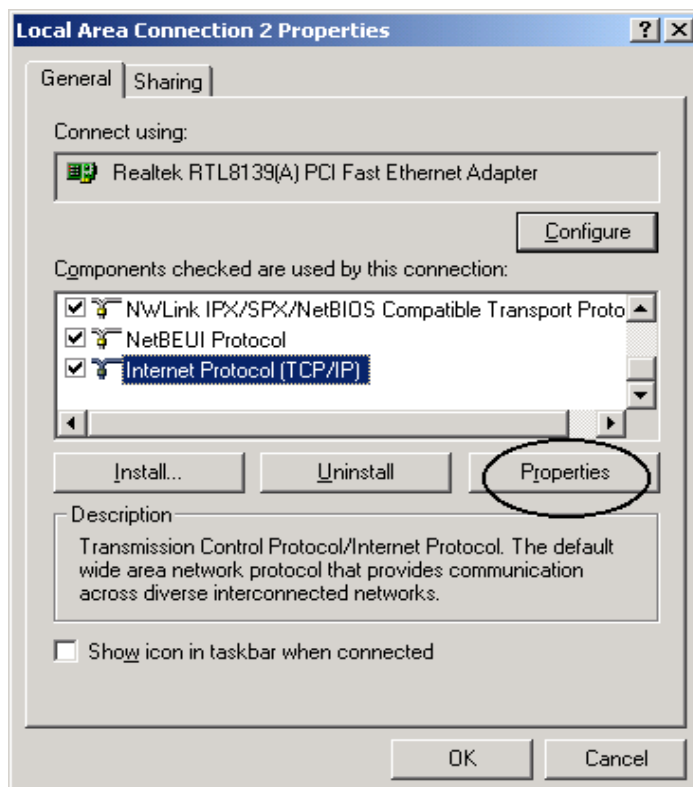 Local Area Connection 2 Properties
General
Sharing
Connect using:
Realtek RTL8139(A) PCI Fast Ethernet Adapter
Configure
Components checked are used by this connection:
NWLink IPX/SPX/NetBIOS Compatible Transport Proto
NetBEUI Protocol
Internet Protocol (TCP/IP)
Install...
Uninstall
Properties
Description
Transmission Control Protocol/Internet Protocol. The default
wide area network protocol that provides communication
across diverse interconnected networks.
Show icon in taskbar when connected
OK
Cancel